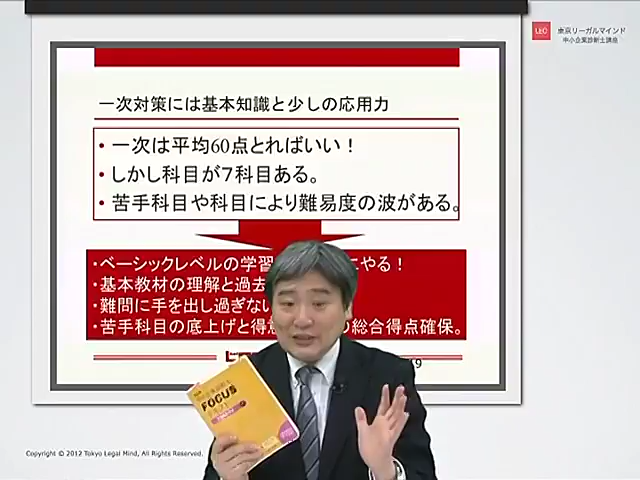 LEC 東京リーガルマインド
中小企業診断士講座
一次対策には基本知識と少しの応用力
・一次は平均60点とればいい！
・しかし科目が７科目ある。
・苦手科目や科目により難易度の波がある。
・ベーシックレベルの学習 にやる！
・基本教材の理解と過去
・難問に手を出し過ぎない
・苦手科目の底上げと得意 の総合得点確保。
19
FOCUS
テキスト
Copyright © 2012 Tokyo Legal Mind, All Rights Reserved.